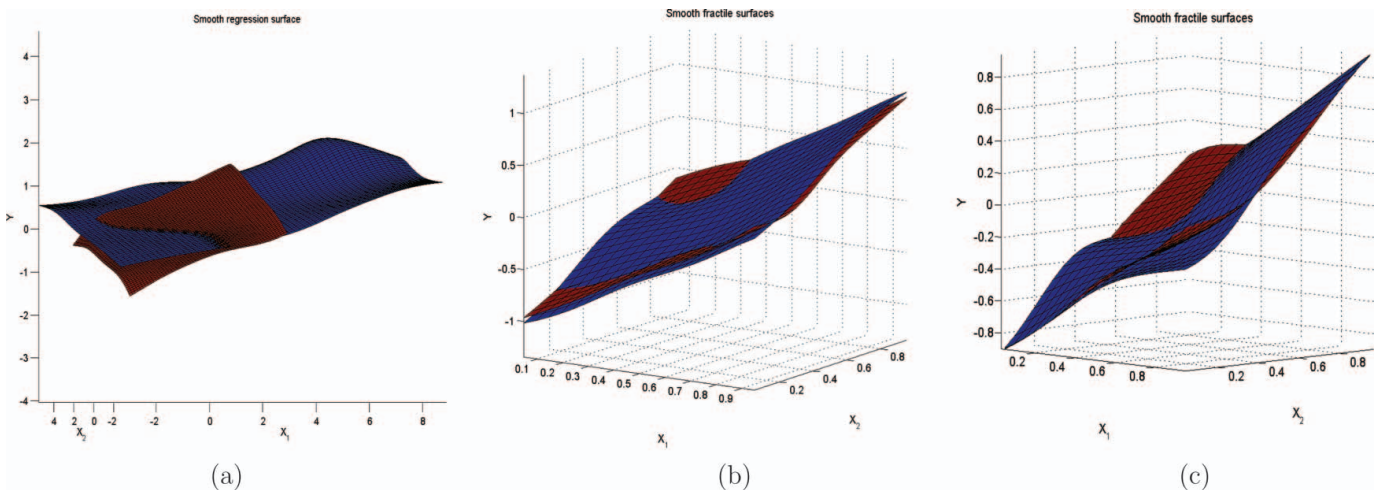 Smooth regression surface
4
3
2
1
0
-1
-2
-3
-4
Y
4 2 0 -2 -2 0 2 4 6 8
X2 X1
(a)
Smooth fractile surfaces
1
0.5
0
-0.5
-1
Y
0.1 0.2 0.3 0.4 0.5 0.6 0.7 0.8 0.9
0.2 0.4 0.6 0.8
X1
X2
(b)
Smooth fractile surfaces
0.8
0.6
0.4
0.2
0
-0.2
-0.4
-0.6
-0.8
Y
0.2 0.4 0.6 0.8
0.2 0.4 0.6 0.8
X1
X2
(c)